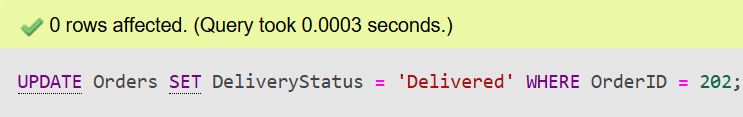 0 rows affected. (Query took 0.0003 seconds.)
UPDATE Orders SET DeliveryStatus = 'Delivered' WHERE OrderID = 202;